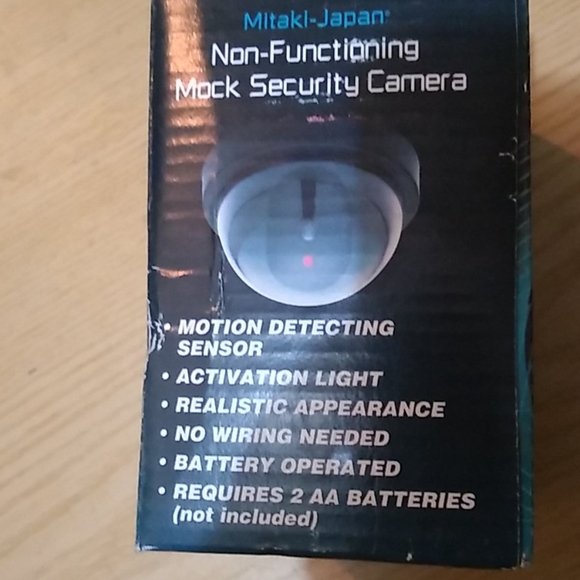 Mitaki-Japan®
Non-Functioning
Mock Security Camera
• MOTION DETECTING
SENSOR
• ACTIVATION LIGHT
• REALISTIC APPEARANCE
• NO WIRING NEEDED
• BATTERY OPERATED
• REQUIRES 2 AA BATTERIES
(not included)